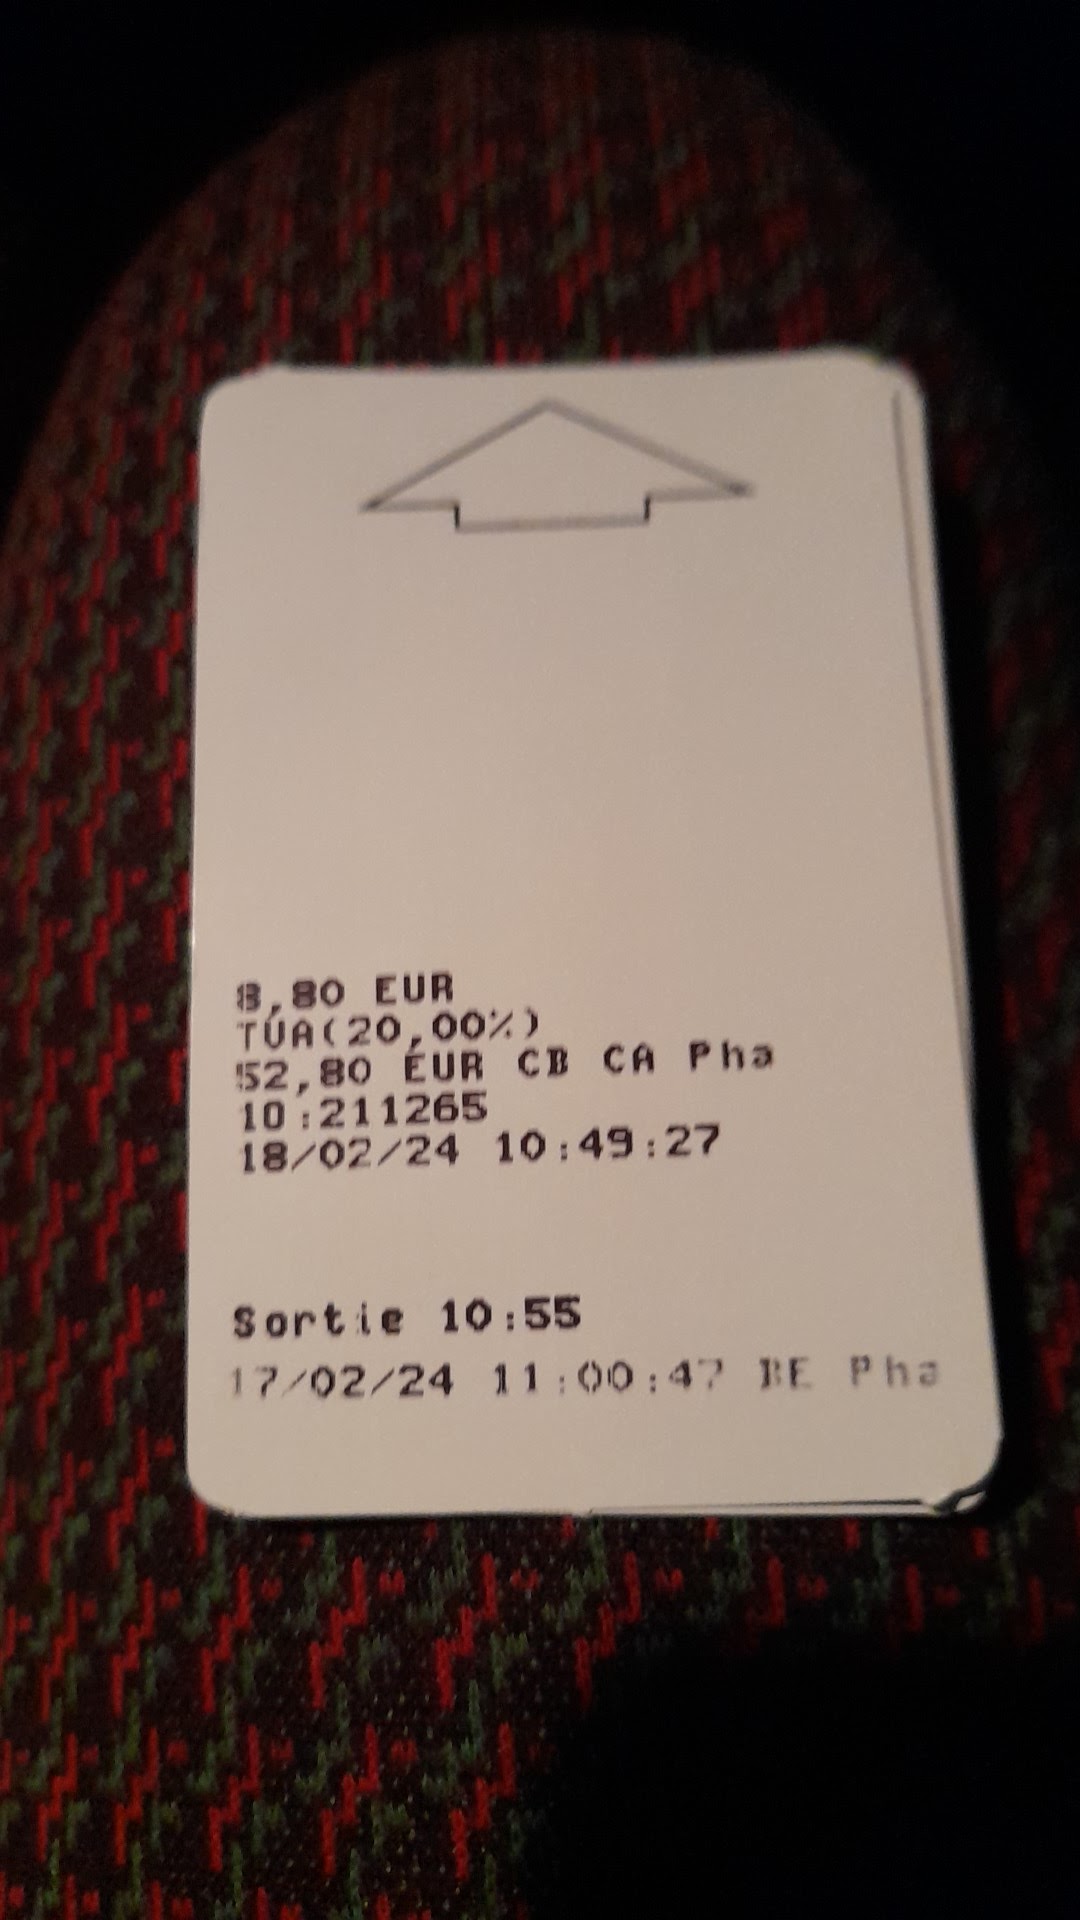 8,80 EUR
TVA(20,00%)
52,80 EUR CB CA Pha
10:211265
18/02/24 10:49:27
Sortie 10:55
17/02/24 11:00:47 BE Pha